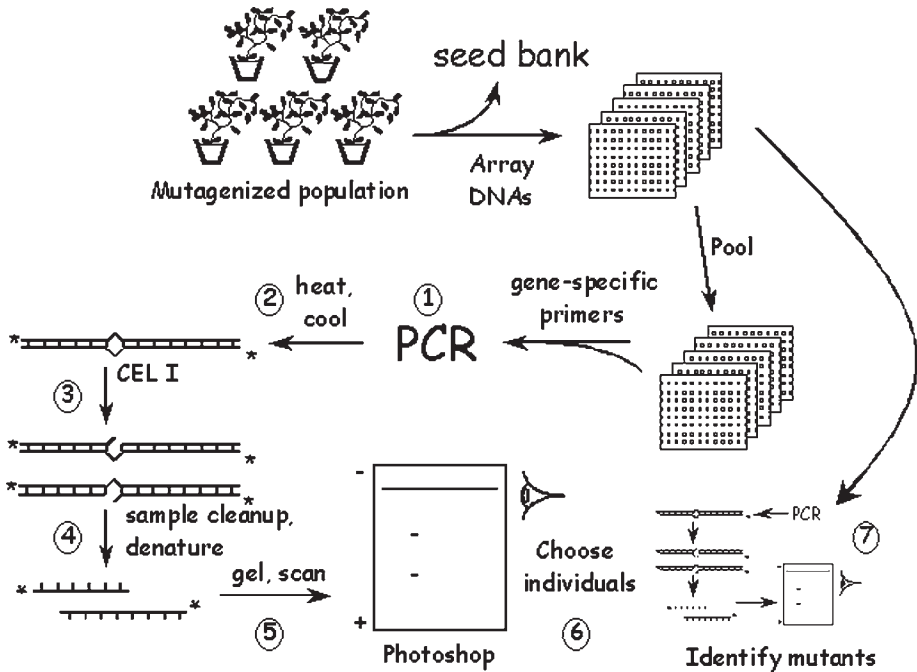 seed bank
Mutagenized population
Array
DNAs
Pool
gene-specific
primers
1
PCR
2
heat,
cool
*
*
CEL I
3
*
*
*
*
4
sample cleanup,
denature
*
*
gel, scan
5
-
+
Photoshop
Choose
individuals
6
PCR
7
-
+
Identify mutants